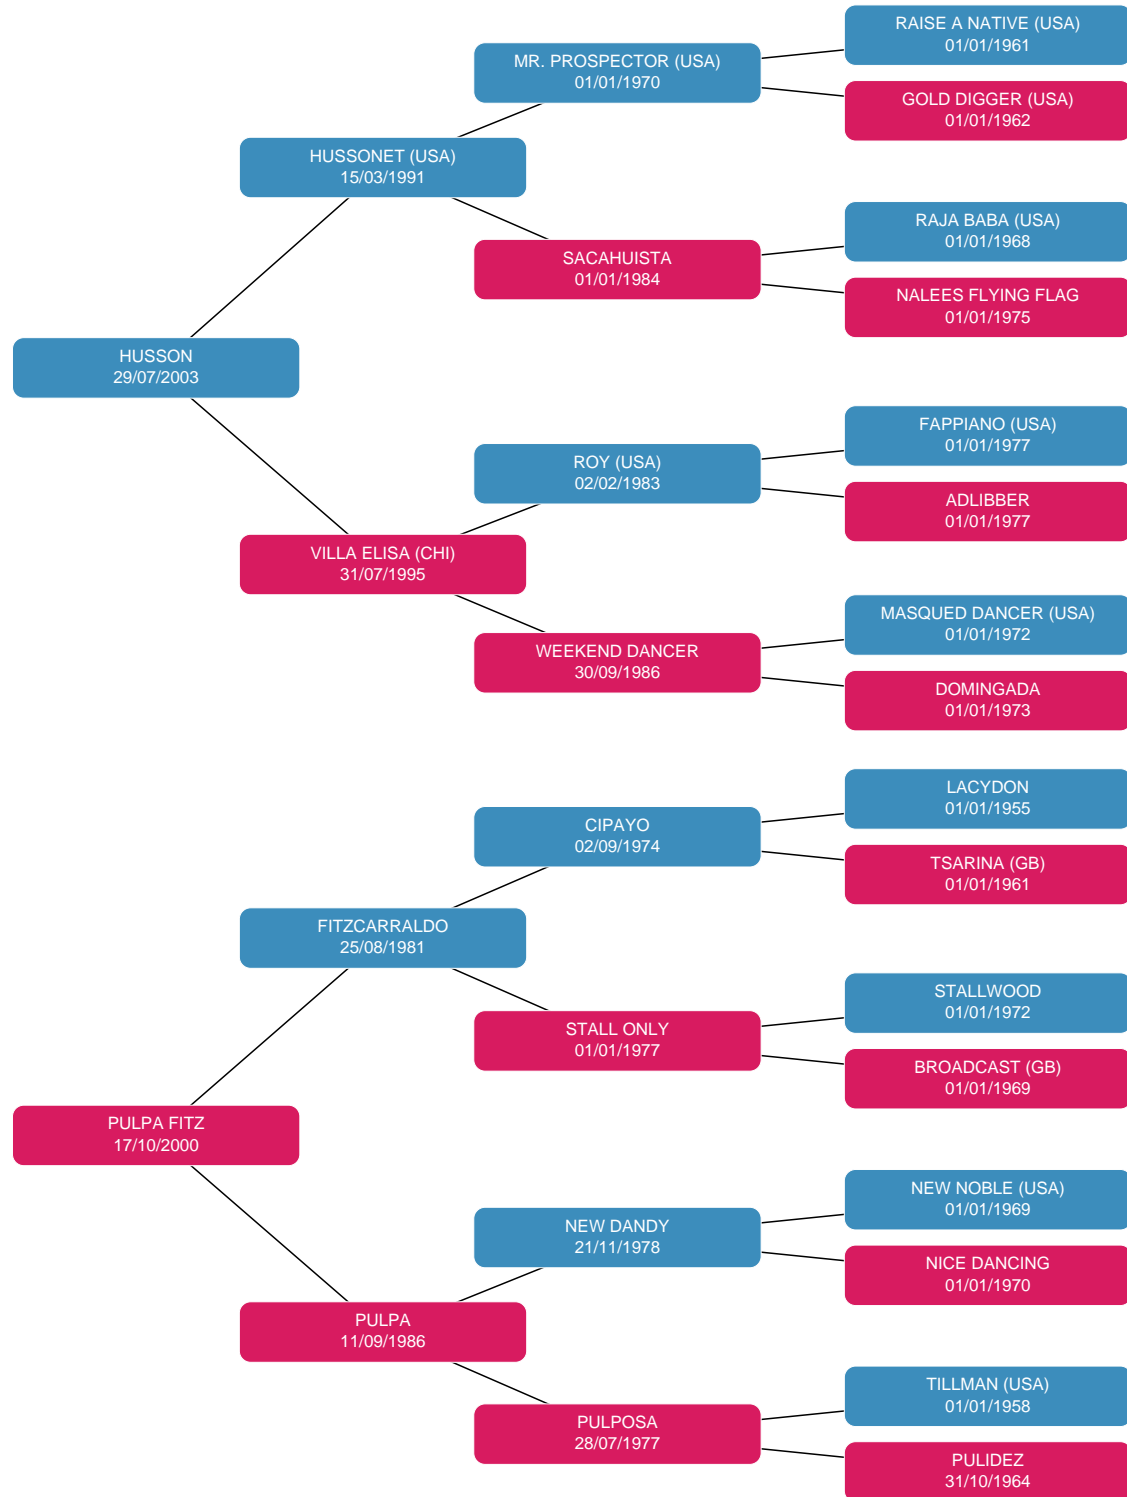 RAISE A NATIVE (USA)
01/01/1961
MR. PROSPECTOR (USA)
01/01/1970
GOLD DIGGER (USA)
01/01/1962
HUSSONET (USA)
15/03/1991
RAJA BABA (USA)
01/01/1968
SACAHUISTA
01/01/1984
NALEES FLYING FLAG
01/01/1975
HUSSON
29/07/2003
FAPPIANO (USA)
01/01/1977
ROY (USA)
02/02/1983
ADLIBBER
01/01/1977
VILLA ELISA (CHI)
31/07/1995
MASQUED DANCER (USA)
01/01/1972
WEEKEND DANCER
30/09/1986
DOMINGADA
01/01/1973
LACYDON
01/01/1955
CIPAYO
02/09/1974
TSARINA (GB)
01/01/1961
FITZCARRALDO
25/08/1981
STALLWOOD
01/01/1972
STALL ONLY
01/01/1977
BROADCAST (GB)
01/01/1969
PULPA FITZ
17/10/2000
NEW NOBLE (USA)
01/01/1969
NEW DANDY
21/11/1978
NICE DANCING
01/01/1970
PULPA
11/09/1986
TILLMAN (USA)
01/01/1958
PULPOSA
28/07/1977
PULIDEZ
31/10/1964